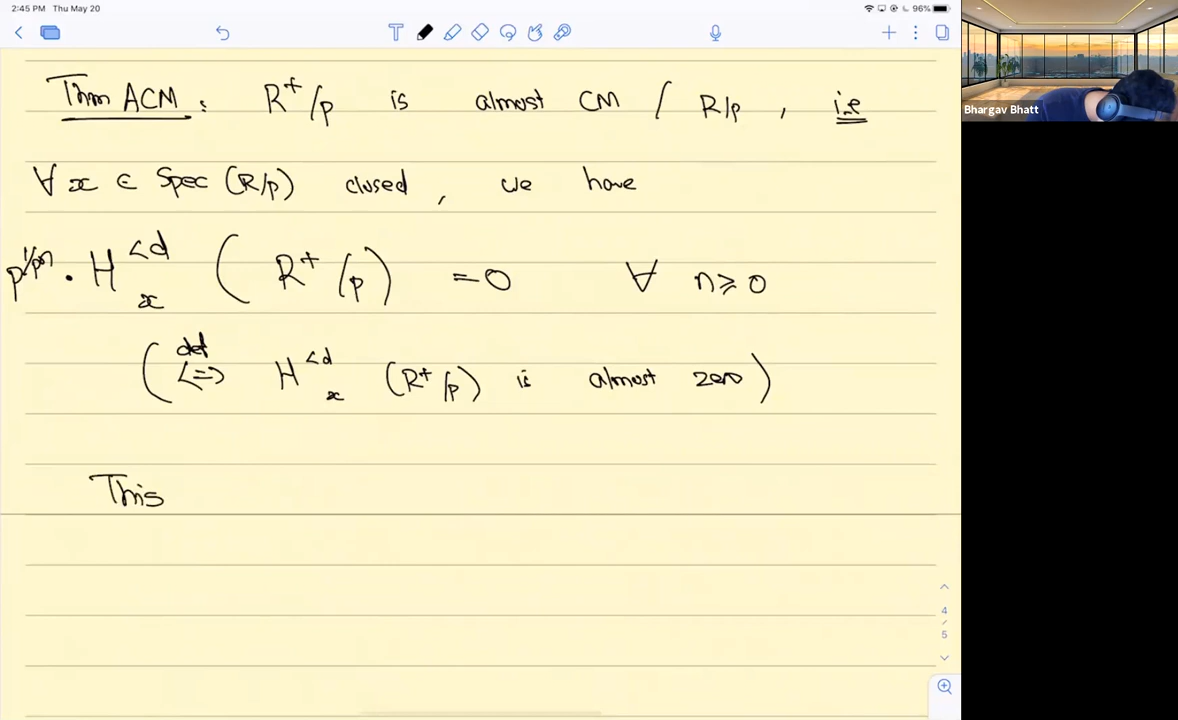 2:45 PM Thu May 20
96%
Bhargav Bhatt
Thm ACM : R⁺/p is almost CM / R/p , i.e
∀ x ∈ Spec (R/p) closed , we have
p^{1/pⁿ} · H^{<d}_x ( R⁺/p ) = 0 ∀ n ≥ 0
( ⇔^{def} H^{<d}_x (R⁺/p) is almost zero )
This
4
/
5